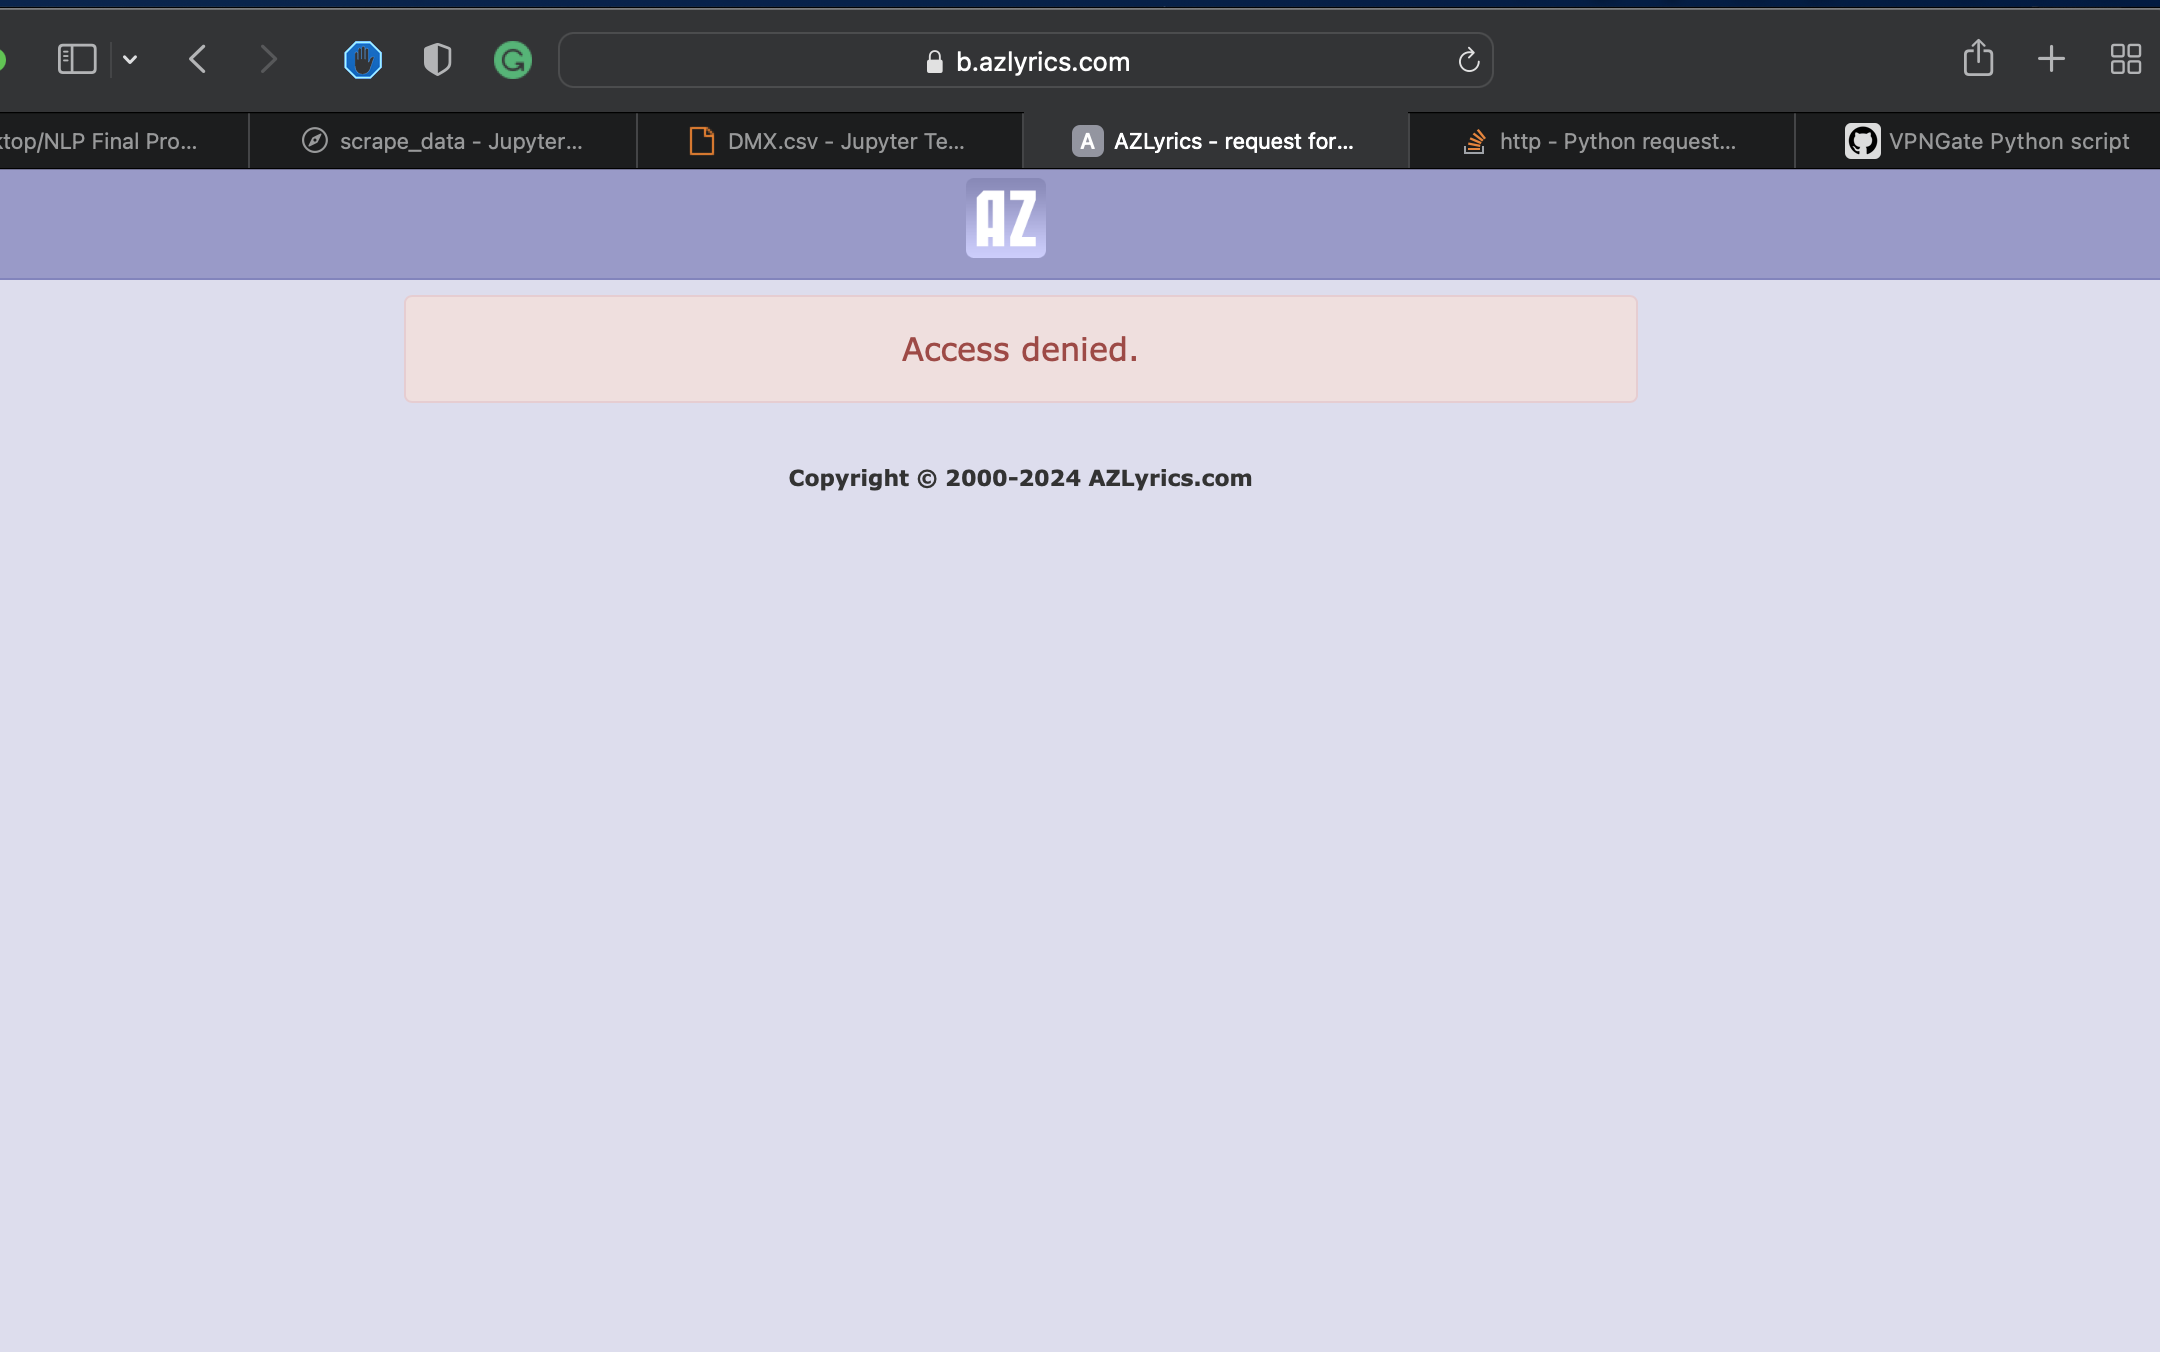 b.azlyrics.com
ktop/NLP Final Pro...
scrape_data - Jupyter...
DMX.csv - Jupyter Te...
A
AZLyrics - request for...
http - Python request...
VPNGate Python script
AZ
Access denied.
Copyright © 2000-2024 AZLyrics.com